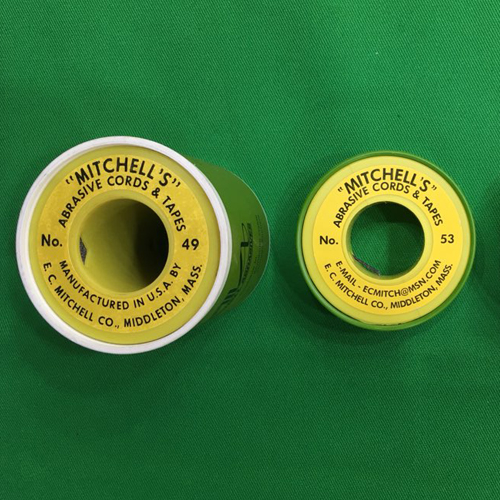 "MITCHELL'S"
ABRASIVE CORDS & TAPES
No. 49
MANUFACTURED IN U.S.A. BY
E. C. MITCHELL CO., MIDDLETON, MASS.
"MITCHELL'S"
ABRASIVE CORDS & TAPES
No. 53
E-MAIL - ECMITCH@MSN.COM
E. C. MITCHELL CO., MIDDLETON, MASS.